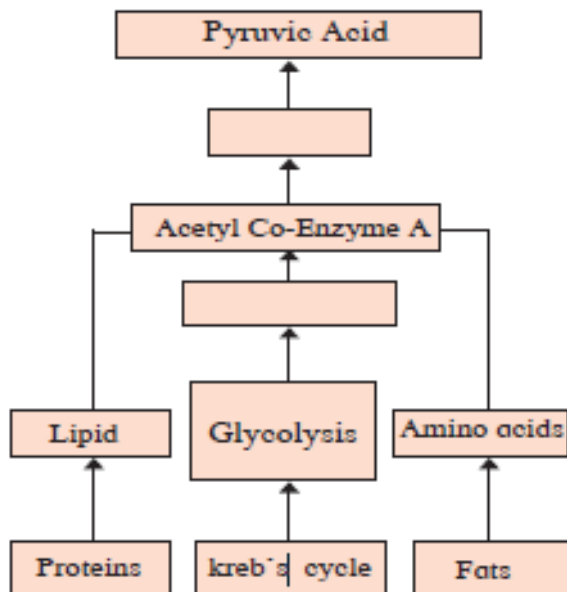 Pyruvic Acid
Acetyl Co-Enzyme A
Lipid
Glycolysis
Amino acids
Proteins
kreb's cycle
Fats